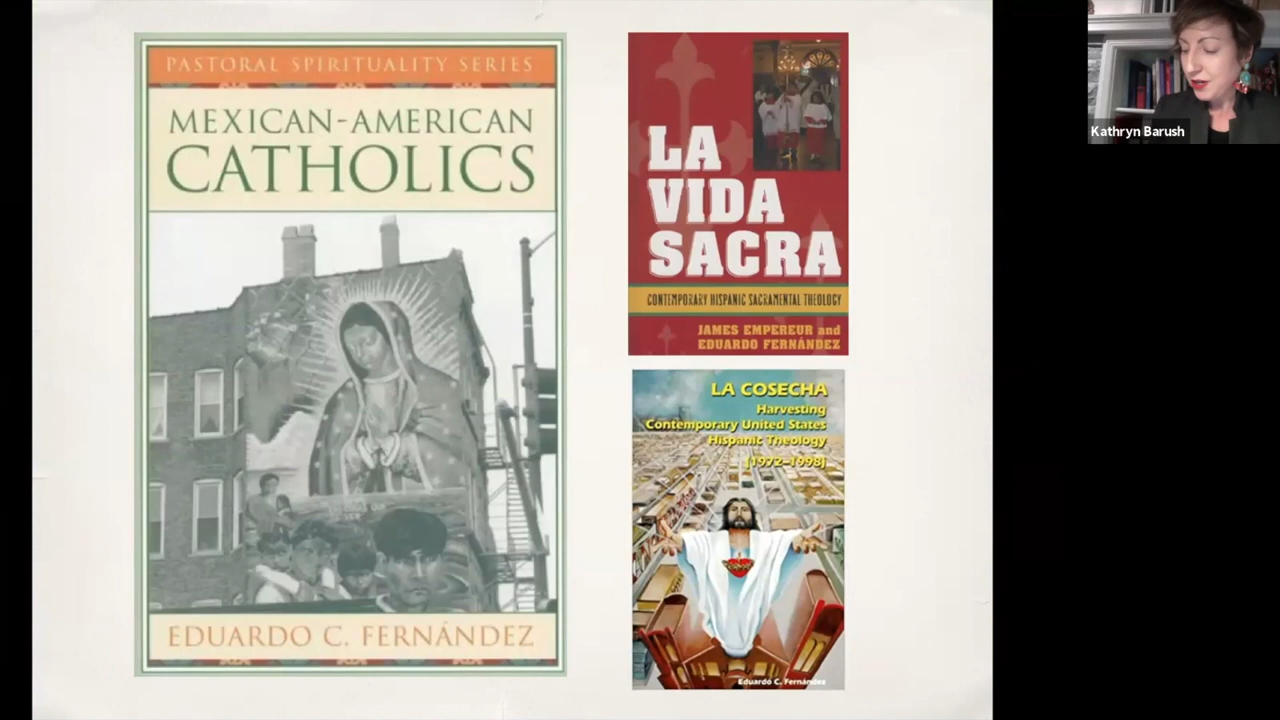 PASTORAL SPIRITUALITY SERIES
MEXICAN-AMERICAN
CATHOLICS
EDUARDO C. FERNÁNDEZ
LA
VIDA
SACRA
CONTEMPORARY HISPANIC SACRAMENTAL THEOLOGY
JAMES EMPEREUR and
EDUARDO FERNÁNDEZ
LA COSECHA
Harvesting
Contemporary United States
Hispanic Theology
(1972–1998)
Eduardo C. Fernández
Kathryn Barush